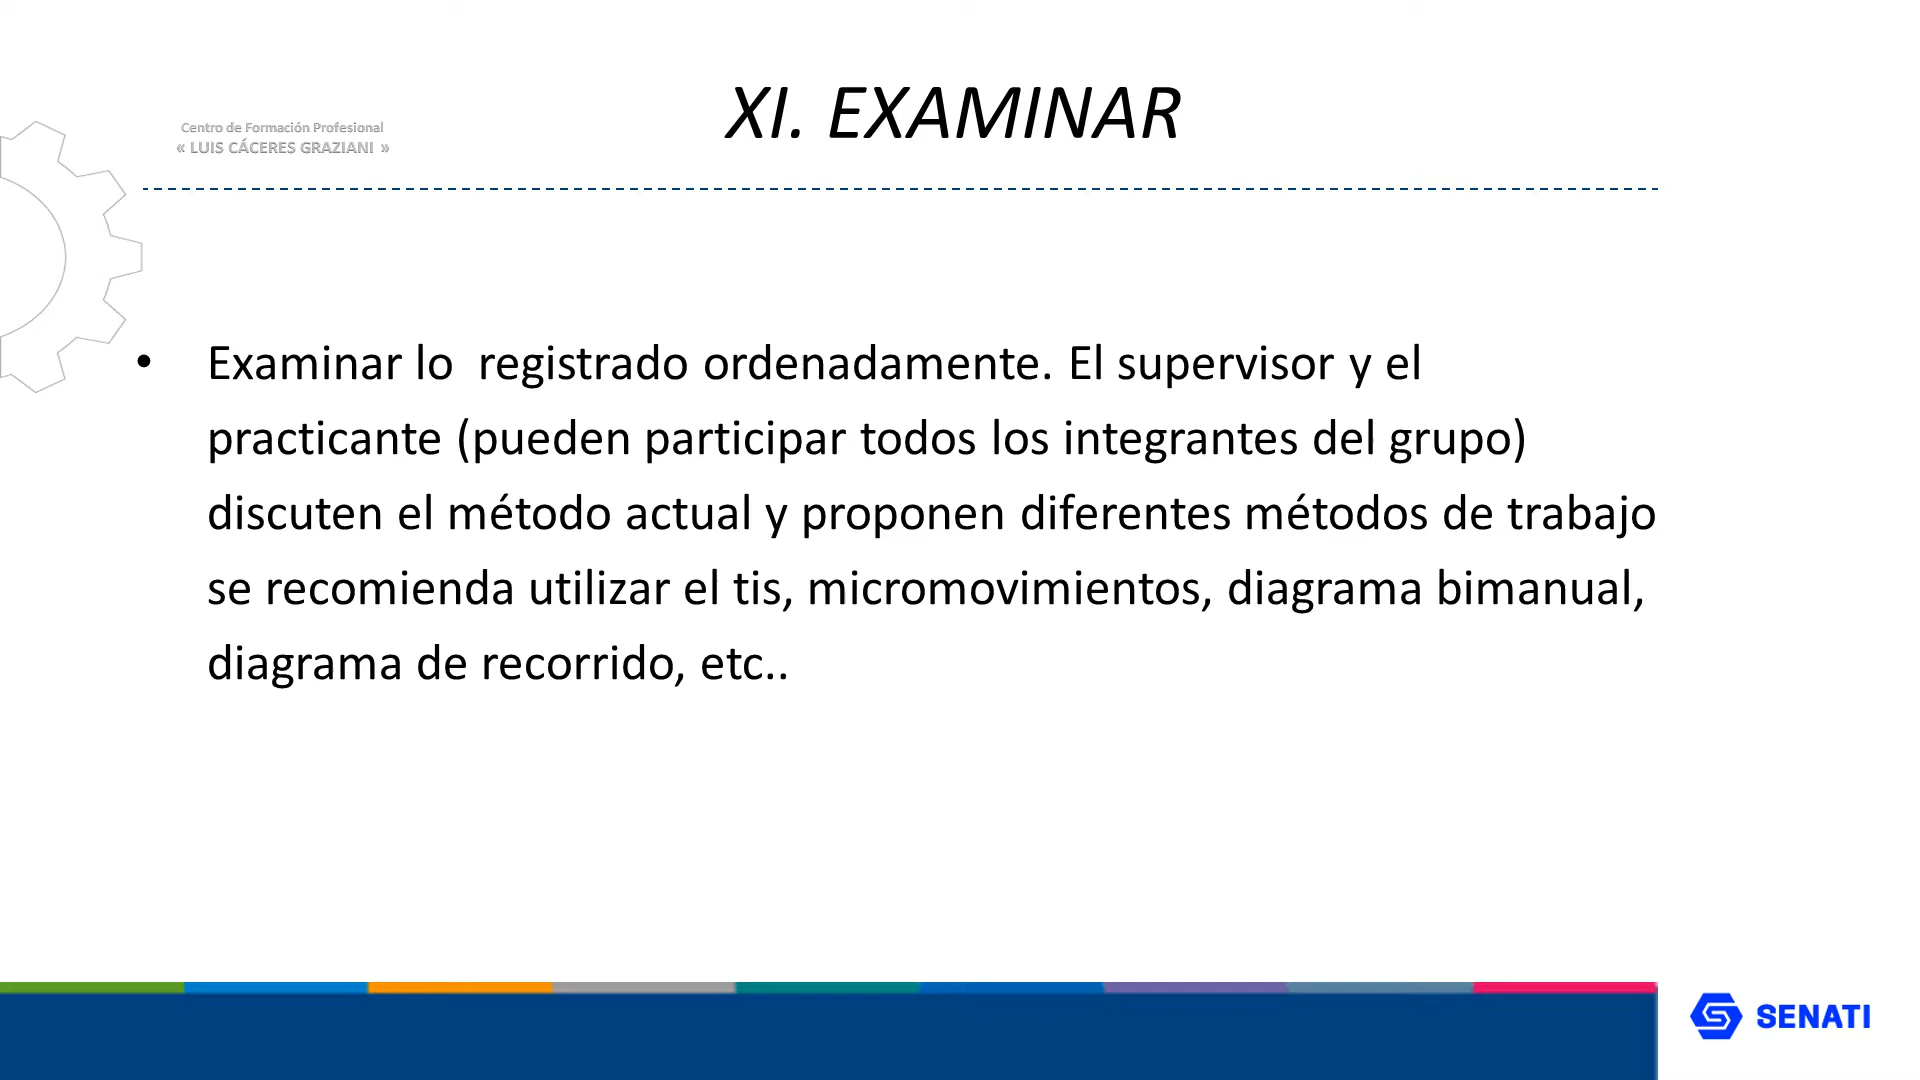 XI. EXAMINAR
Centro de Formación Profesional
« LUIS CÁCERES GRAZIANI »
• Examinar lo  registrado ordenadamente. El supervisor y el
practicante (pueden participar todos los integrantes del grupo)
discuten el método actual y proponen diferentes métodos de trabajo
se recomienda utilizar el tis, micromovimientos, diagrama bimanual,
diagrama de recorrido, etc..
SENATI